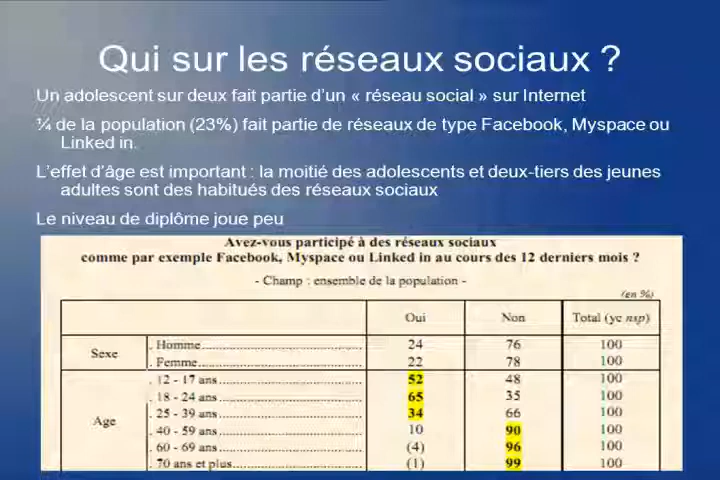 Qui sur les réseaux sociaux ?
Un adolescent sur deux fait partie d'un « réseau social » sur Internet
¼ de la population (23%) fait partie de réseaux de type Facebook, Myspace ou
Linked in.
L'effet d'âge est important : la moitié des adolescents et deux-tiers des jeunes
adultes sont des habitués des réseaux sociaux
Le niveau de diplôme joue peu
Avez-vous participé à des réseaux sociaux
comme par exemple Facebook, Myspace ou Linked in au cours des 12 derniers mois ?
- Champ : ensemble de la population -
(en %)
Oui Non Total (yc nsp)
Sexe
. Homme 24 76 100
. Femme 22 78 100
Age
. 12 - 17 ans 52 48 100
. 18 - 24 ans 65 35 100
. 25 - 39 ans 34 66 100
. 40 - 59 ans 10 90 100
. 60 - 69 ans (4) 96 100
. 70 ans et plus (1) 99 100